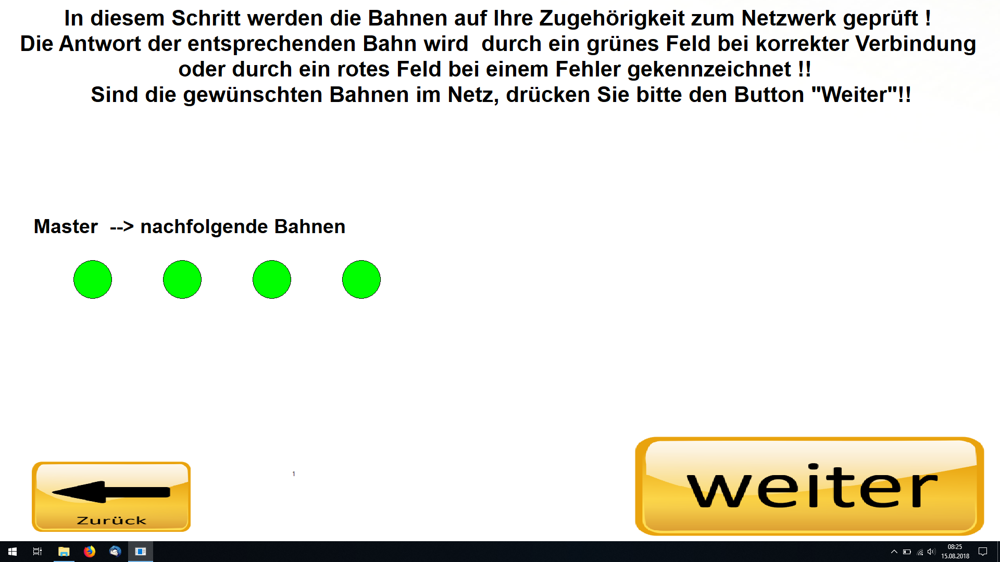 In diesem Schritt werden die Bahnen auf Ihre Zugehörigkeit zum Netzwerk geprüft !
Die Antwort der entsprechenden Bahn wird  durch ein grünes Feld bei korrekter Verbindung
oder durch ein rotes Feld bei einem Fehler gekennzeichnet !!
Sind die gewünschten Bahnen im Netz, drücken Sie bitte den Button "Weiter"!!
Master  --> nachfolgende Bahnen
1
weiter
Zurück
08:25
15.08.2018